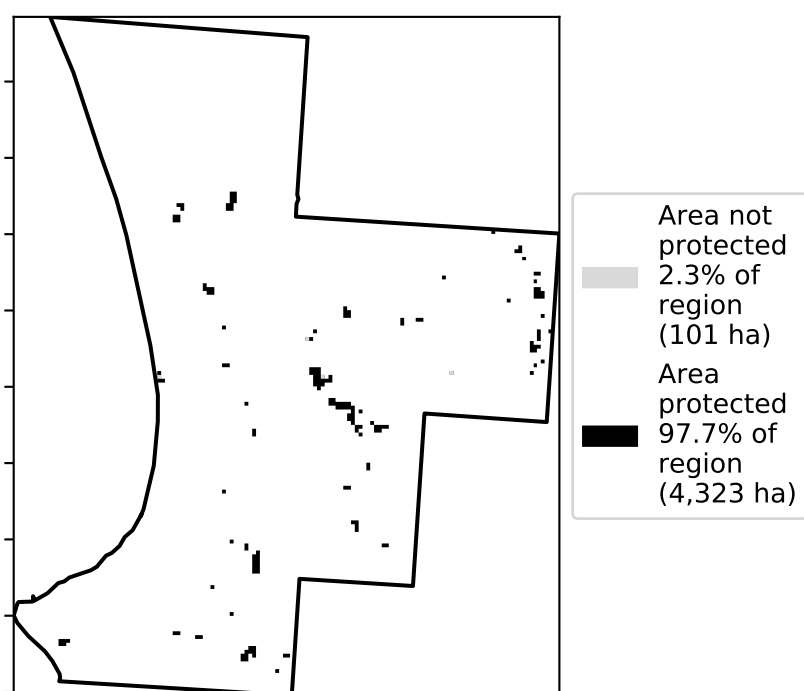 Area not
protected
2.3% of
region
(101 ha)
Area
protected
97.7% of
region
(4,323 ha)